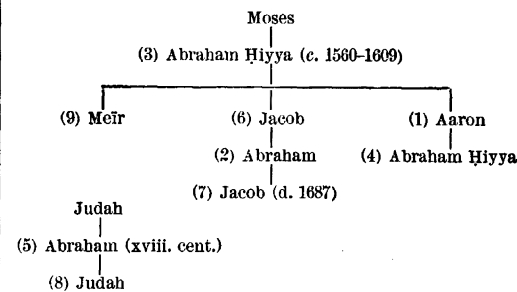 Moses
(3) Abraham Ḥiyya (c. 1560–1609)
(9) Meïr (6) Jacob (1) Aaron
(2) Abraham (4) Abraham Ḥiyya
(7) Jacob (d. 1687)
Judah
(5) Abraham (xviii. cent.)
(8) Judah